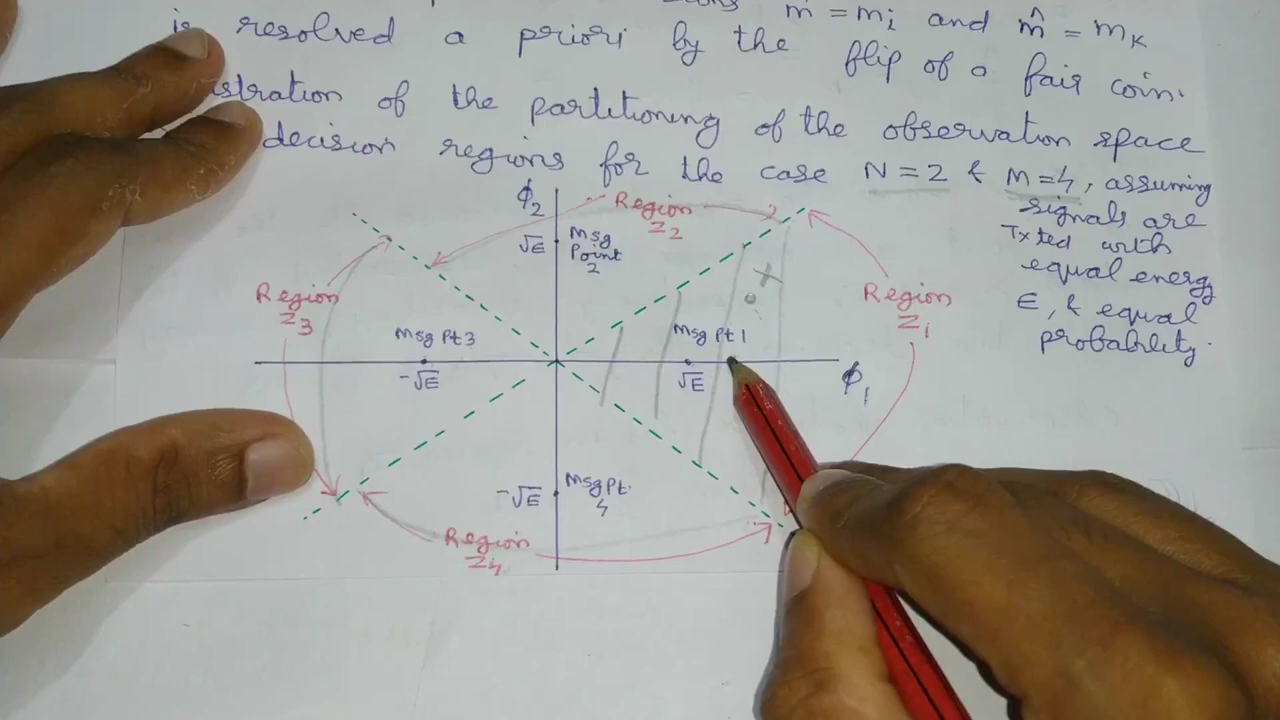 m̂ = mi and m̂ = mK
is resolved a priori by the flip of a fair coin.
stration of the partitioning of the observation space
decision regions for the case N=2 & M=4, assuming
signals are
Txted with
equal energy
E, & equal
probability.
ϕ2
Region
Z2
√E
Msg
Point
2
Region
Z3
Region
Z1
Msg Pt 3
Msg Pt 1
x
-√E
√E
ϕ1
-√E
Msg Pt.
4
Region
Z4